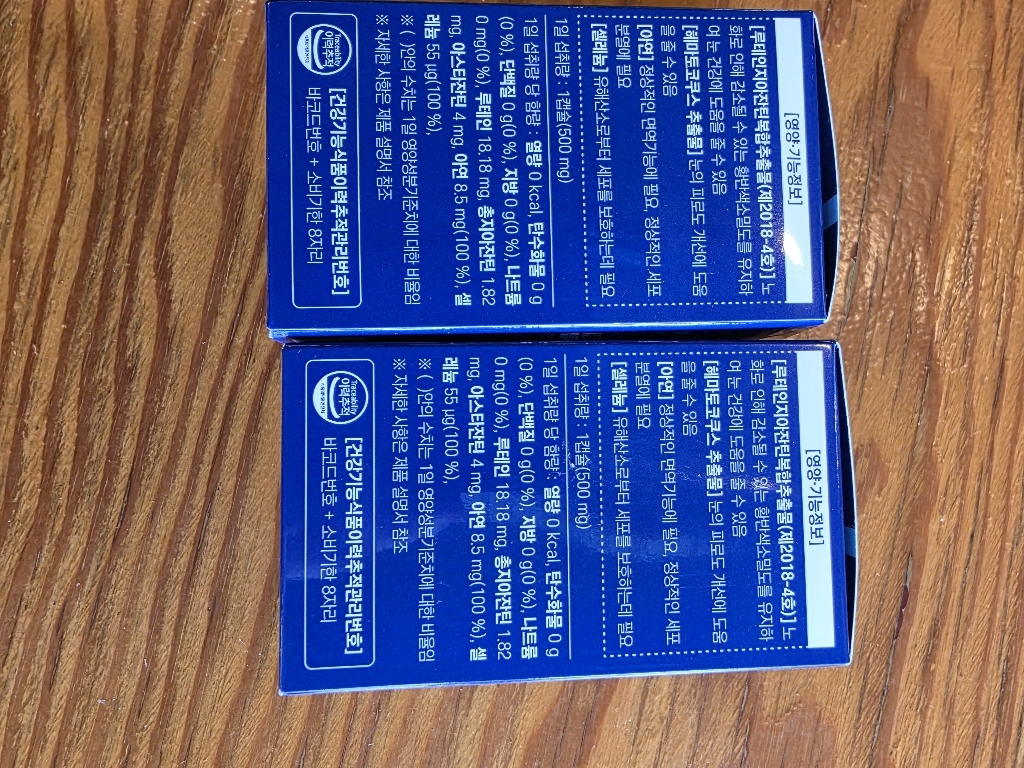 [영양·기능정보]
[루테인지아잔틴복합추출물(제2018-4호)] 노
화로 인해 감소될 수 있는 황반색소밀도를 유지하
여 눈 건강에 도움을 줄 수 있음
[헤마토코쿠스 추출물] 눈의 피로도 개선에 도움
을 줄 수 있음
[아연] 정상적인 면역기능에 필요, 정상적인 세포
분열에 필요
[셀레늄] 유해산소로부터 세포를 보호하는데 필요
1일 섭취량 : 1캡슐(500 mg)
1일 섭취량 당 함량 : 열량 0 kcal, 탄수화물 0 g
(0 %), 단백질 0 g(0 %), 지방 0 g(0 %), 나트륨
0 mg(0 %), 루테인 18.18 mg, 총지아잔틴 1.82
mg, 아스타잔틴 4 mg, 아연 8.5 mg(100 %), 셀
레늄 55 µg(100 %),
※ ( )안의 수치는 1일 영양성분기준치에 대한 비율임
※ 자세한 사항은 제품 설명서 참조
Traceability
이력추적
[건강기능식품이력추적관리번호]
바코드번호 + 소비기한 8자리
[영양·기능정보]
[루테인지아잔틴복합추출물(제2018-4호)] 노
화로 인해 감소될 수 있는 황반색소밀도를 유지하
여 눈 건강에 도움을 줄 수 있음
[헤마토코쿠스 추출물] 눈의 피로도 개선에 도움
을 줄 수 있음
[아연] 정상적인 면역기능에 필요, 정상적인 세포
분열에 필요
[셀레늄] 유해산소로부터 세포를 보호하는데 필요
1일 섭취량 : 1캡슐(500 mg)
1일 섭취량 당 함량 : 열량 0 kcal, 탄수화물 0 g
(0 %), 단백질 0 g(0 %), 지방 0 g(0 %), 나트륨
0 mg(0 %), 루테인 18.18 mg, 총지아잔틴 1.82
mg, 아스타잔틴 4 mg, 아연 8.5 mg(100 %), 셀
레늄 55 µg(100 %),
※ ( )안의 수치는 1일 영양성분기준치에 대한 비율임
※ 자세한 사항은 제품 설명서 참조
Traceability
이력추적
[건강기능식품이력추적관리번호]
바코드번호 + 소비기한 8자리